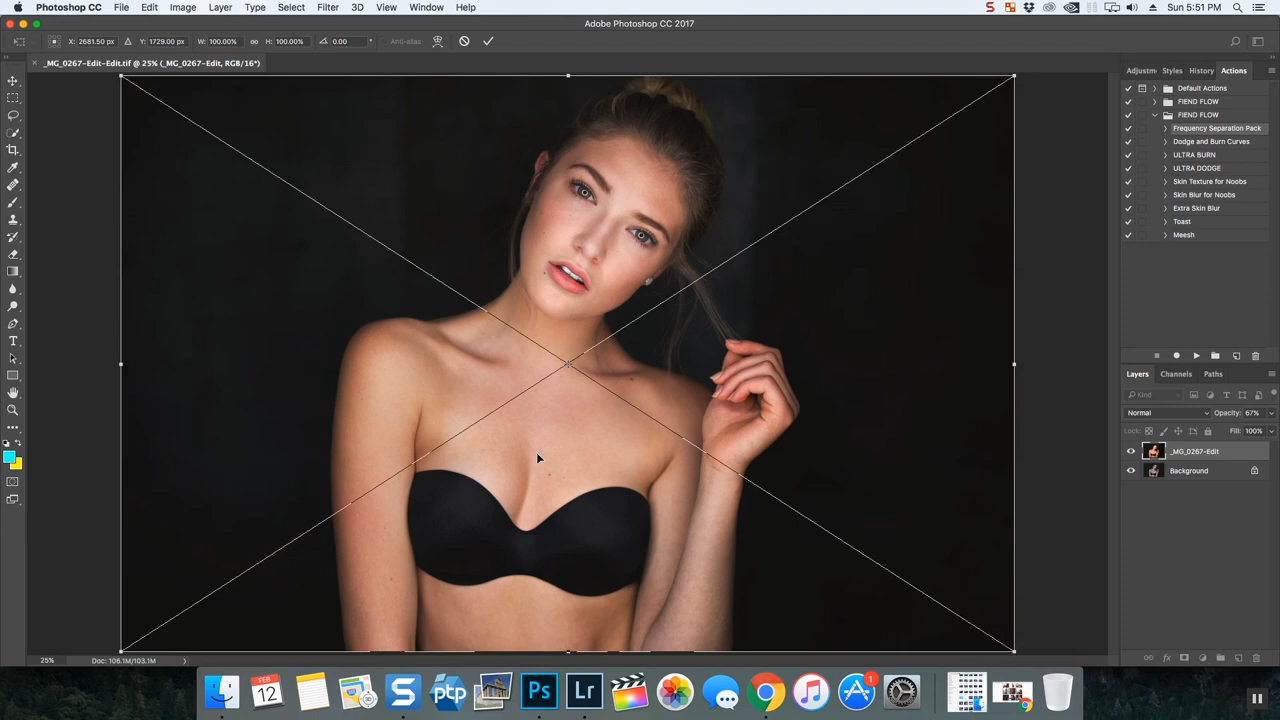 Photoshop CC File Edit Image Layer Type Select Filter 3D View Window Help Sun 5:51 PM
Adobe Photoshop CC 2017
X: 2681.50 px Y: 1729.00 px W: 100.00% H: 100.00% 0.00 ° Anti-alias
× _MG_0267-Edit-Edit.tif @ 25% (_MG_0267-Edit, RGB/16*)
Adjustm Styles History Actions
Default Actions
FIEND FLOW
FIEND FLOW
Frequency Separation Pack
Dodge and Burn Curves
ULTRA BURN
ULTRA DODGE
Skin Texture for Noobs
Skin Blur for Noobs
Extra Skin Blur
Toast
Meesh
Layers Channels Paths
Kind
Normal Opacity: 67%
Lock: Fill: 100%
_MG_0267-Edit
Background
25% Doc: 106.1M/103.1M
FEB
12
S ptp Ps Lr 1